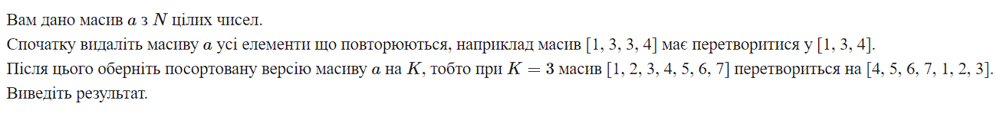 Вам дано масив a з N цілих чисел.
Спочатку видаліть масиву a усі елементи що повторюються, наприклад масив [1, 3, 3, 4] має перетворитися у [1, 3, 4].
Після цього оберніть посортовану версію масиву a на K, тобто при K = 3 масив [1, 2, 3, 4, 5, 6, 7] перетвориться на [4, 5, 6, 7, 1, 2, 3].
Виведіть результат.